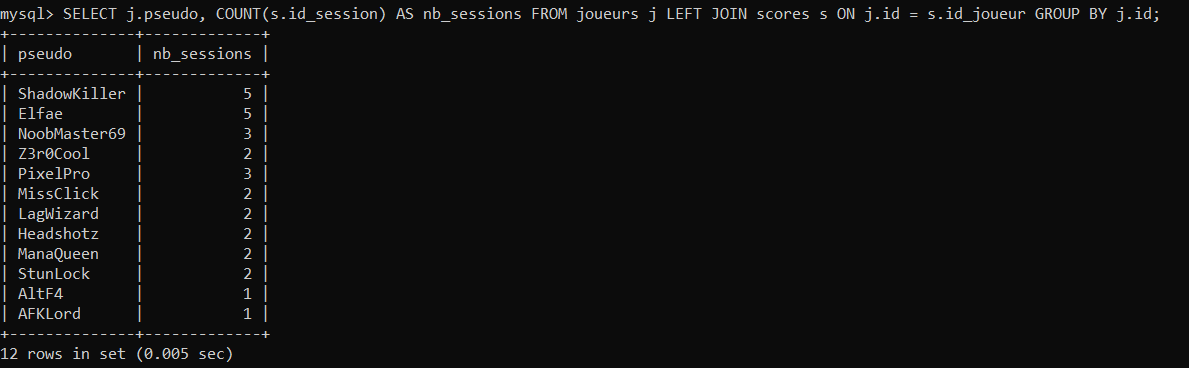 mysql> SELECT j.pseudo, COUNT(s.id_session) AS nb_sessions FROM joueurs j LEFT JOIN scores s ON j.id = s.id_joueur GROUP BY j.id;
+--------------+-------------+
| pseudo       | nb_sessions |
+--------------+-------------+
| ShadowKiller |           5 |
| Elfae        |           5 |
| NoobMaster69 |           3 |
| Z3r0Cool     |           2 |
| PixelPro     |           3 |
| MissClick    |           2 |
| LagWizard    |           2 |
| Headshotz    |           2 |
| ManaQueen    |           2 |
| StunLock     |           2 |
| AltF4        |           1 |
| AFKLord      |           1 |
+--------------+-------------+
12 rows in set (0.005 sec)